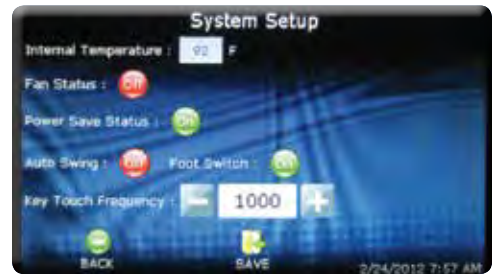 System Setup
Internal Temperature : 92 F
Fan Status : Off
Power Save Status : On
Auto Swing : Off Foot Switch : On
Key Touch Frequency : 1000
BACK SAVE 2/24/2012 7:57 AM